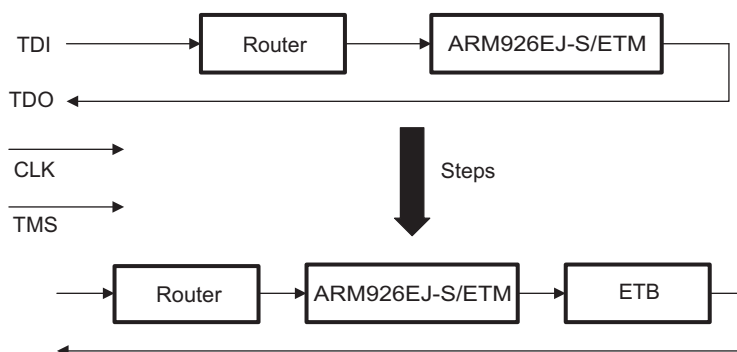 TDI
Router
ARM926EJ-S/ETM
TDO
CLK
Steps
TMS
Router
ARM926EJ-S/ETM
ETB